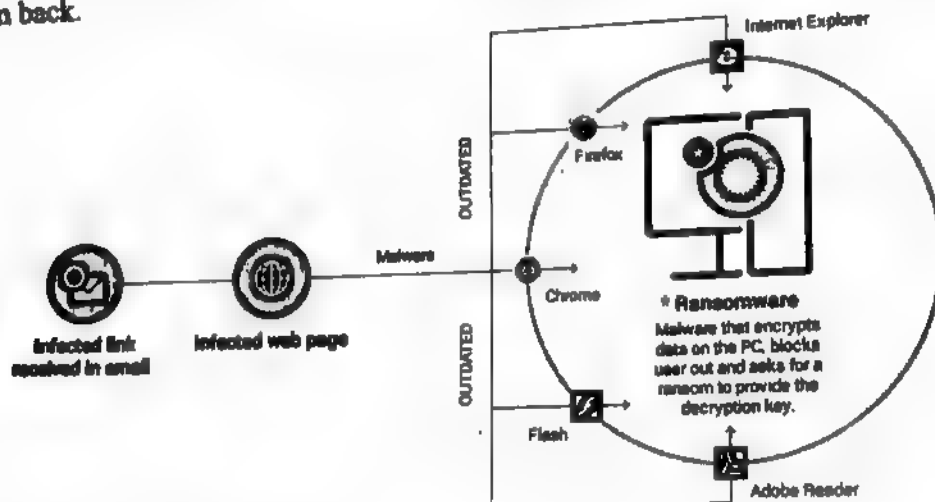 n back.
Internet Explorer
OUTDATED
Firefox
Malware
Chrome
Infected link
received in email
Infected web page
* Ransomware
Malware that encrypts
data on the PC, blocks
user out and asks for a
ransom to provide the
decryption key.
OUTDATED
Flash
Adobe Reader